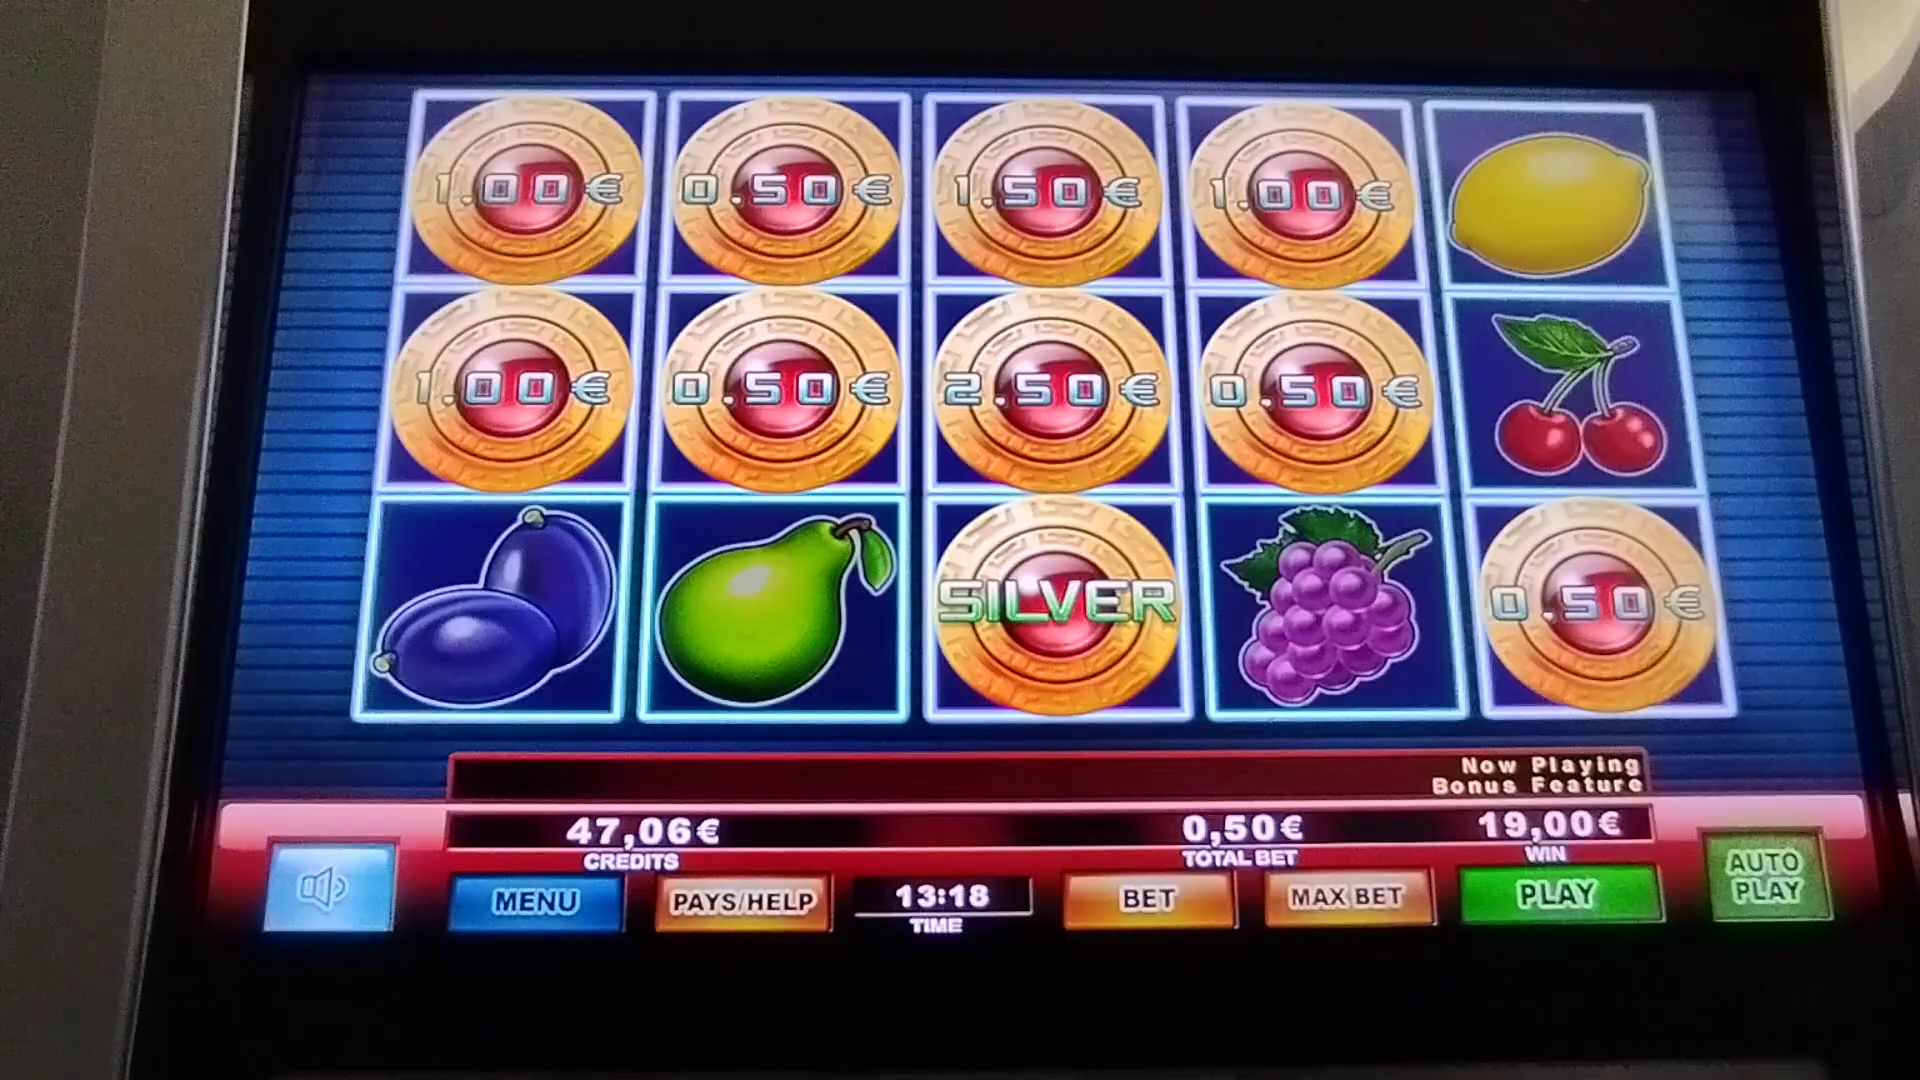 1.00€ 0.50€ 1.50€ 1.00€
1.00€ 0.50€ 2.50€ 0.50€
SILVER 0.50€
Now Playing
Bonus Feature
47,06€ 0,50€ 19,00€
CREDITS TOTAL BET WIN
MENU PAYS/HELP 13:18 BET MAX BET PLAY AUTO
PLAY
TIME